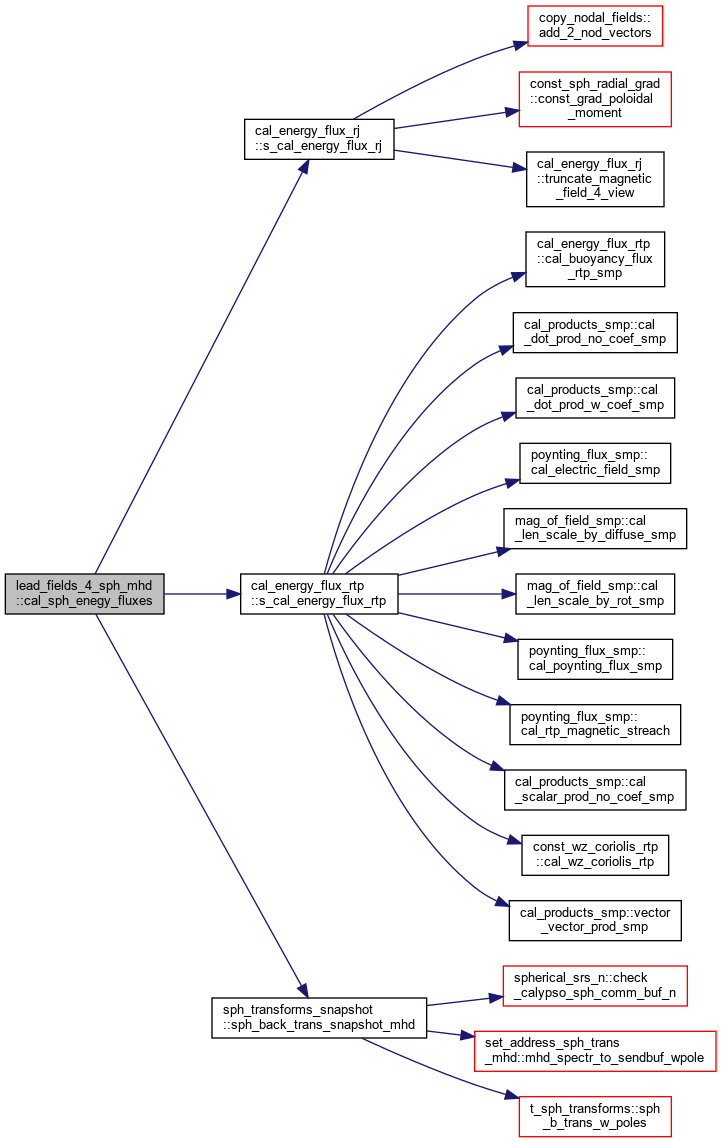 lead_fields_4_sph_mhd
::cal_sph_enegy_fluxes
cal_energy_flux_rj
::s_cal_energy_flux_rj
copy_nodal_fields::
add_2_nod_vectors
const_sph_radial_grad
::const_grad_poloidal
_moment
cal_energy_flux_rj
::truncate_magnetic
_field_4_view
cal_energy_flux_rtp
::s_cal_energy_flux_rtp
cal_energy_flux_rtp
::cal_buoyancy_flux
_rtp_smp
cal_products_smp::cal
_dot_prod_no_coef_smp
cal_products_smp::cal
_dot_prod_w_coef_smp
poynting_flux_smp::
cal_electric_field_smp
mag_of_field_smp::cal
_len_scale_by_diffuse_smp
mag_of_field_smp::cal
_len_scale_by_rot_smp
poynting_flux_smp::
cal_poynting_flux_smp
poynting_flux_smp::
cal_rtp_magnetic_streach
cal_products_smp::cal
_scalar_prod_no_coef_smp
const_wz_coriolis_rtp
::cal_wz_coriolis_rtp
cal_products_smp::vector
_vector_prod_smp
sph_transforms_snapshot
::sph_back_trans_snapshot_mhd
spherical_srs_n::check
_calypso_sph_comm_buf_n
set_address_sph_trans
_mhd::mhd_spectr_to_sendbuf_wpole
t_sph_transforms::sph
_b_trans_w_poles